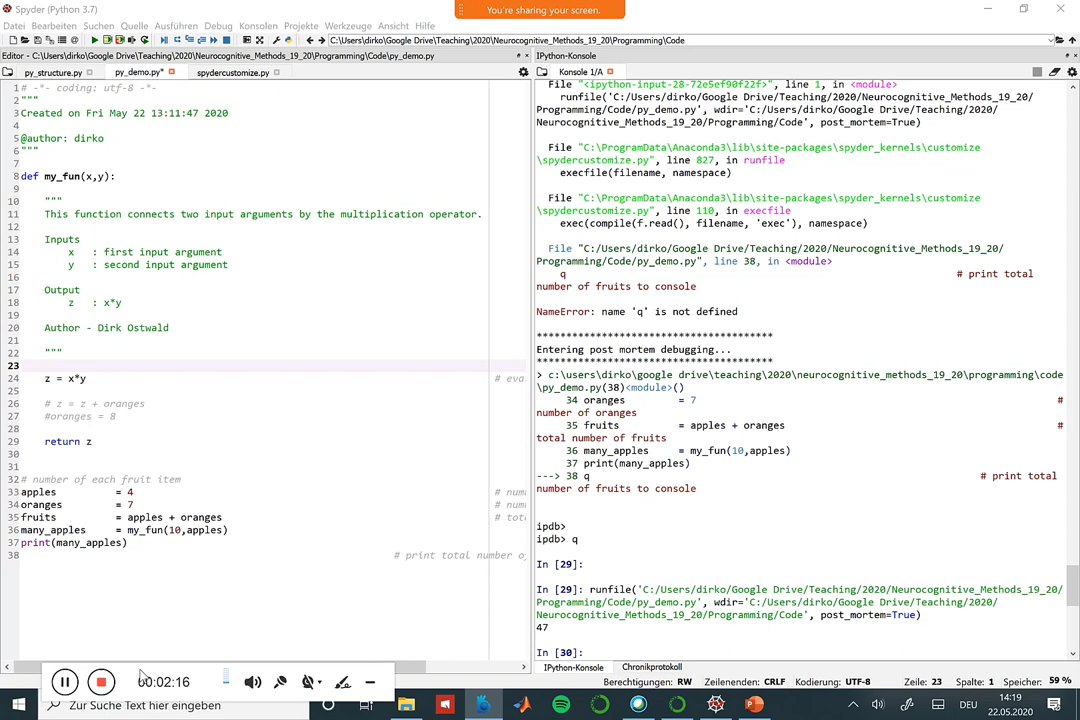 Spyder (Python 3.7)
You're sharing your screen.
Datei Bearbeiten Suchen Quelle Ausführen Debug Konsolen Projekte Werkzeuge Ansicht Hilfe
C:\Users\dirko\Google Drive\Teaching\2020\Neurocognitive_Methods_19_20\Programming\Code
Editor - C:\Users\dirko\Google Drive\Teaching\2020\Neurocognitive_Methods_19_20\Programming\Code\py_demo.py
py_structure.py py_demo.py* spydercustomize.py
1 # -*- coding: utf-8 -*-
2 """
3 Created on Fri May 22 13:11:47 2020
4
5 @author: dirko
6 """
7
8 def my_fun(x,y):
9
10 """
11 This function connects two input arguments by the multiplication operator.
12
13 Inputs
14 x : first input argument
15 y : second input argument
16
17 Output
18 z : x*y
19
20 Author - Dirk Ostwald
21
22 """
23
24 z = x*y # eva
25
26 # z = z + oranges
27 #oranges = 8
28
29 return z
30
31
32 # number of each fruit item
33 apples = 4 # num
34 oranges = 7 # num
35 fruits = apples + oranges # tot
36 many_apples = my_fun(10,apples)
37 print(many_apples)
38 # print total number o
IPython-Konsole
Konsole 1/A
File "<ipython-input-28-72e5ef90f22f>", line 1, in <module>
runfile('C:/Users/dirko/Google Drive/Teaching/2020/Neurocognitive_Methods_19_20/
Programming/Code/py_demo.py', wdir='C:/Users/dirko/Google Drive/Teaching/2020/
Neurocognitive_Methods_19_20/Programming/Code', post_mortem=True)
File "C:\ProgramData\Anaconda3\lib\site-packages\spyder_kernels\customize
\spydercustomize.py", line 827, in runfile
execfile(filename, namespace)
File "C:\ProgramData\Anaconda3\lib\site-packages\spyder_kernels\customize
\spydercustomize.py", line 110, in execfile
exec(compile(f.read(), filename, 'exec'), namespace)
File "C:/Users/dirko/Google Drive/Teaching/2020/Neurocognitive_Methods_19_20/
Programming/Code/py_demo.py", line 38, in <module>
q # print total
number of fruits to console
NameError: name 'q' is not defined
*****************************************
Entering post mortem debugging...
*****************************************
> c:\users\dirko\google drive\teaching\2020\neurocognitive_methods_19_20\programming\code
\py_demo.py(38)<module>()
34 oranges = 7 #
number of oranges
35 fruits = apples + oranges #
total number of fruits
36 many_apples = my_fun(10,apples)
37 print(many_apples)
---> 38 q # print total
number of fruits to console
ipdb>
ipdb> q
In [29]:
In [29]: runfile('C:/Users/dirko/Google Drive/Teaching/2020/Neurocognitive_Methods_19_20/
Programming/Code/py_demo.py', wdir='C:/Users/dirko/Google Drive/Teaching/2020/
Neurocognitive_Methods_19_20/Programming/Code', post_mortem=True)
47
In [30]:
IPython-Konsole Chronikprotokoll
Berechtigungen: RW Zeilenenden: CRLF Kodierung: UTF-8 Zeile: 23 Spalte: 1 Speicher: 59 %
00:02:16
Zur Suche Text hier eingeben
DEU
14:19
22.05.2020